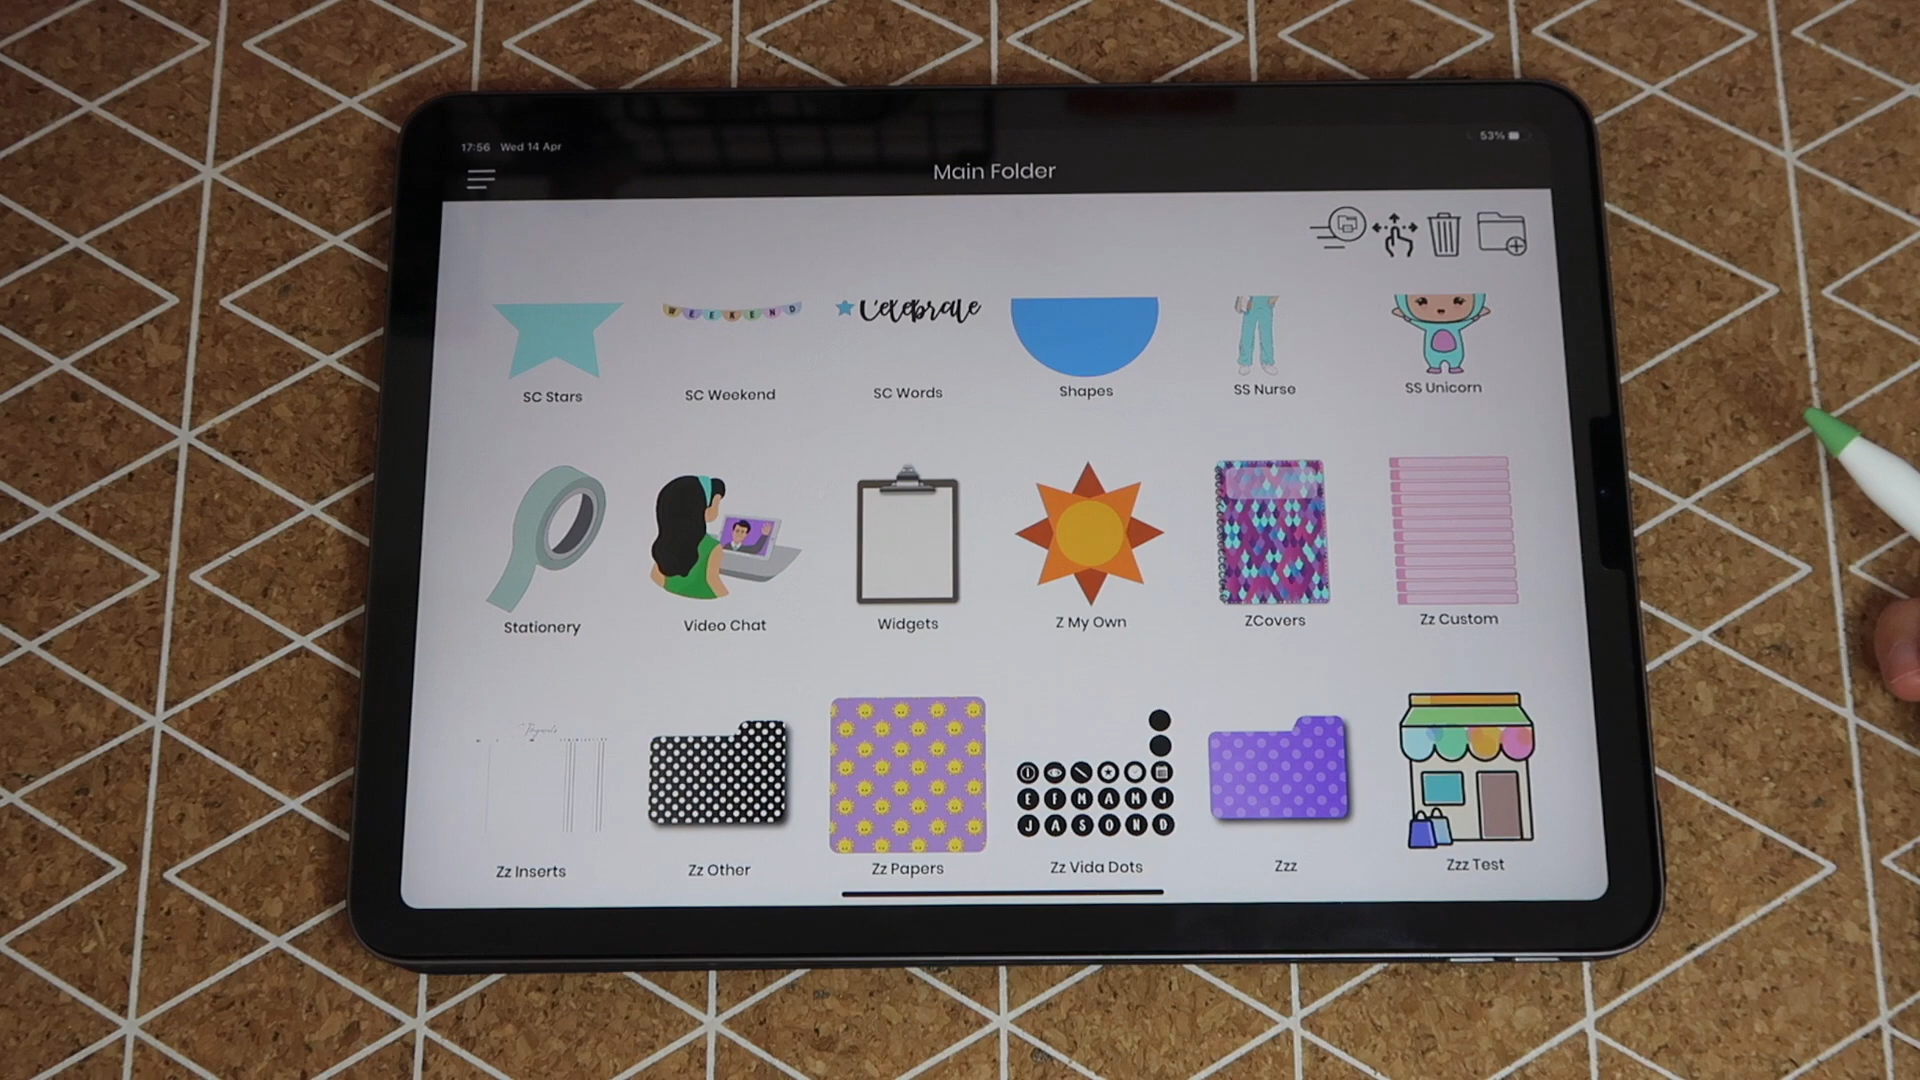 17:56 Wed 14 Apr
53%
Main Folder
WEEKEND
Celebrate
SC Stars
SC Weekend
SC Words
Shapes
SS Nurse
SS Unicorn
Stationery
Video Chat
Widgets
Z My Own
ZCovers
Zz Custom
J F M A M J
J A S O N D
Zz Inserts
Zz Other
Zz Papers
Zz Vida Dots
Zzz
Zzz Test